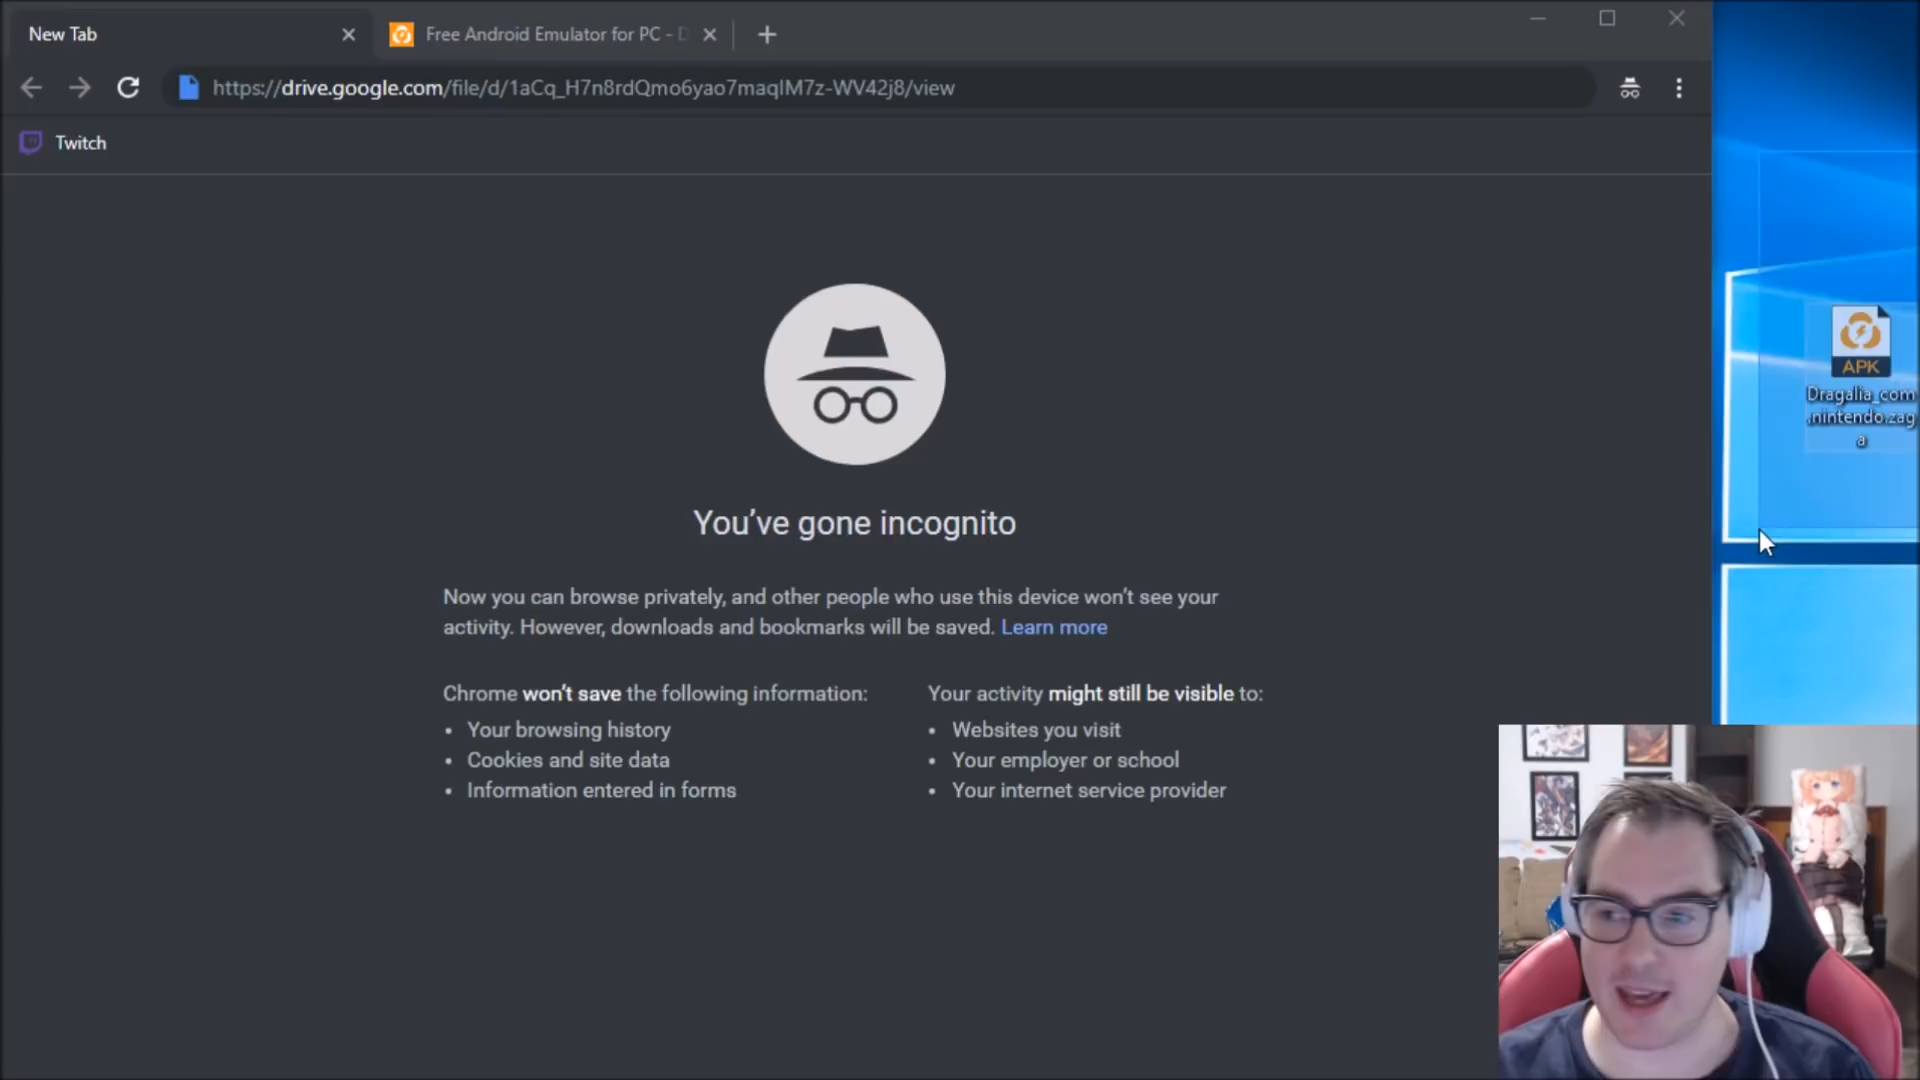 New Tab
Free Android Emulator for PC - D
https://drive.google.com/file/d/1aCq_H7n8rdQmo6yao7maqIM7z-WV42j8/view
Twitch
APK
Dragalia_com
.nintendo.zag
a
You've gone incognito
Now you can browse privately, and other people who use this device won't see your
activity. However, downloads and bookmarks will be saved. Learn more
Chrome won't save the following information:
• Your browsing history
• Cookies and site data
• Information entered in forms
Your activity might still be visible to:
• Websites you visit
• Your employer or school
• Your internet service provider